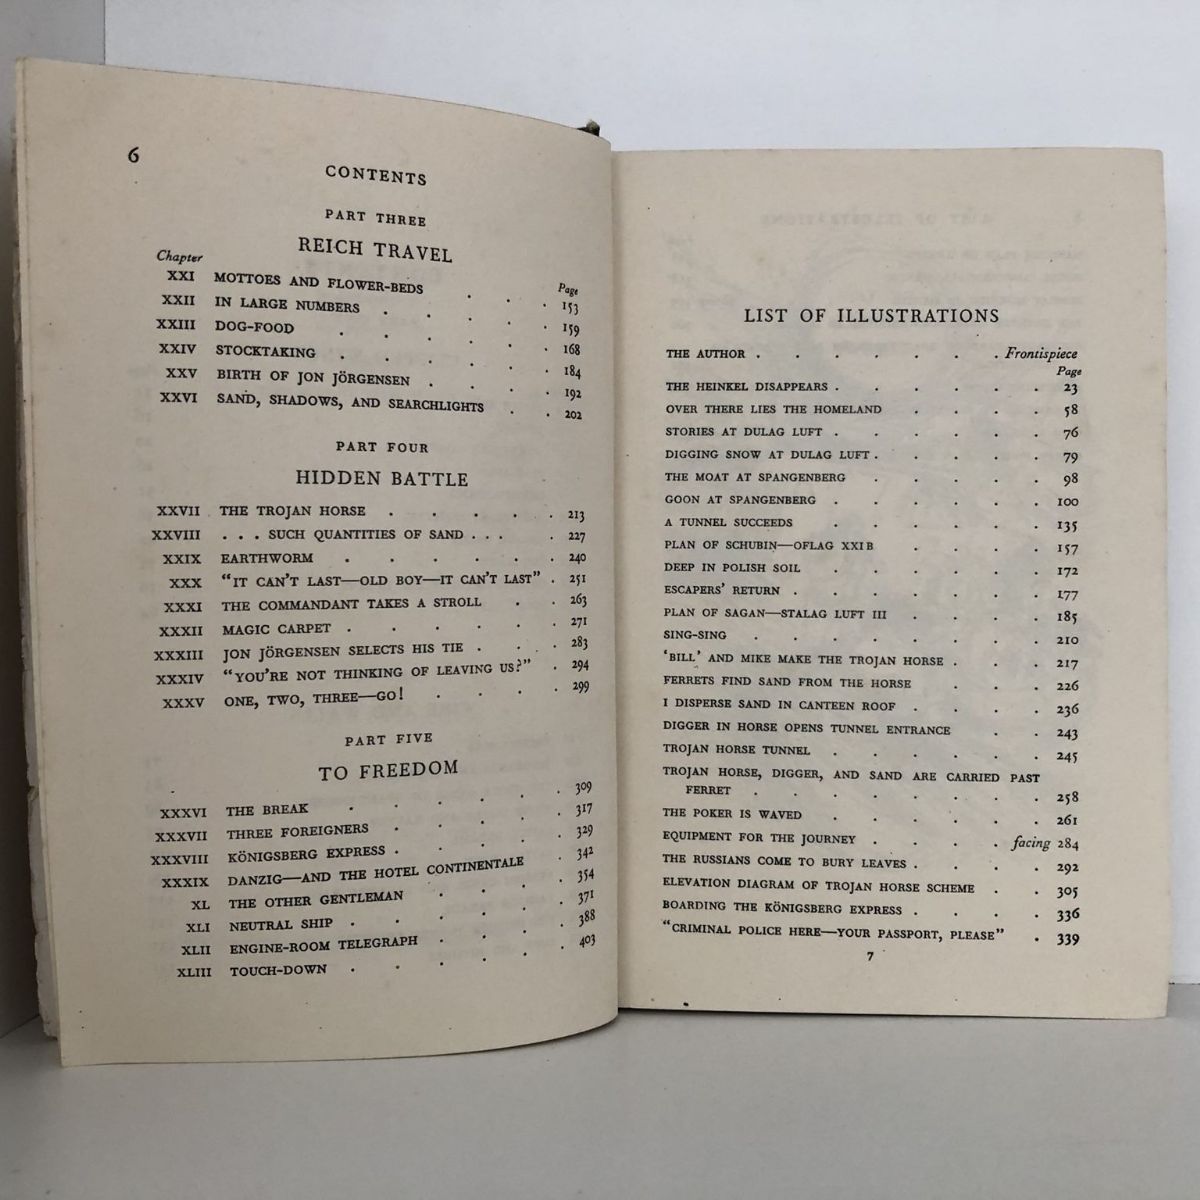 6
CONTENTS
PART THREE
REICH TRAVEL
Chapter Page
XXI MOTTOES AND FLOWER-BEDS . . . 153
XXII IN LARGE NUMBERS . . . . 159
XXIII DOG-FOOD . . . . . 168
XXIV STOCKTAKING . . . . . 184
XXV BIRTH OF JON JÖRGENSEN . . . 192
XXVI SAND, SHADOWS, AND SEARCHLIGHTS . . 202
PART FOUR
HIDDEN BATTLE
XXVII THE TROJAN HORSE . . . . . 213
XXVIII . . . SUCH QUANTITIES OF SAND . . . . 227
XXIX EARTHWORM . . . . . . 240
XXX "IT CAN'T LAST—OLD BOY—IT CAN'T LAST" . 251
XXXI THE COMMANDANT TAKES A STROLL . . 263
XXXII MAGIC CARPET . . . . . . 271
XXXIII JON JÖRGENSEN SELECTS HIS TIE . . . 283
XXXIV "YOU'RE NOT THINKING OF LEAVING US?" . 294
XXXV ONE, TWO, THREE—GO! . . . . 299
PART FIVE
TO FREEDOM
XXXVI THE BREAK . . . . . . 309
XXXVII THREE FOREIGNERS . . . . . 317
XXXVIII KÖNIGSBERG EXPRESS . . . . . 329
XXXIX DANZIG—AND THE HOTEL CONTINENTALE . 342
XL THE OTHER GENTLEMAN . . . . 354
XLI NEUTRAL SHIP . . . . . . 371
XLII ENGINE-ROOM TELEGRAPH . . . . 388
XLIII TOUCH-DOWN . . . . . . 403
LIST OF ILLUSTRATIONS
THE AUTHOR . . . . . . . Frontispiece
Page
THE HEINKEL DISAPPEARS . . . . . . 23
OVER THERE LIES THE HOMELAND . . . . 58
STORIES AT DULAG LUFT . . . . . . 76
DIGGING SNOW AT DULAG LUFT . . . . . 79
THE MOAT AT SPANGENBERG . . . . . 98
GOON AT SPANGENBERG . . . . . . 100
A TUNNEL SUCCEEDS . . . . . . 135
PLAN OF SCHUBIN—OFLAG XXI B . . . . 157
DEEP IN POLISH SOIL . . . . . . 172
ESCAPERS' RETURN . . . . . . . 177
PLAN OF SAGAN—STALAG LUFT III . . . . 185
SING-SING . . . . . . . . 210
'BILL' AND MIKE MAKE THE TROJAN HORSE . . . 217
FERRETS FIND SAND FROM THE HORSE . . . 226
I DISPERSE SAND IN CANTEEN ROOF . . . . 236
DIGGER IN HORSE OPENS TUNNEL ENTRANCE . . 243
TROJAN HORSE TUNNEL . . . . . . 245
TROJAN HORSE, DIGGER, AND SAND ARE CARRIED PAST
FERRET . . . . . . . . 258
THE POKER IS WAVED . . . . . . 261
EQUIPMENT FOR THE JOURNEY . . . . facing 284
THE RUSSIANS COME TO BURY LEAVES . . . . 292
ELEVATION DIAGRAM OF TROJAN HORSE SCHEME . . 305
BOARDING THE KÖNIGSBERG EXPRESS . . . . 336
"CRIMINAL POLICE HERE—YOUR PASSPORT, PLEASE" . 339
7